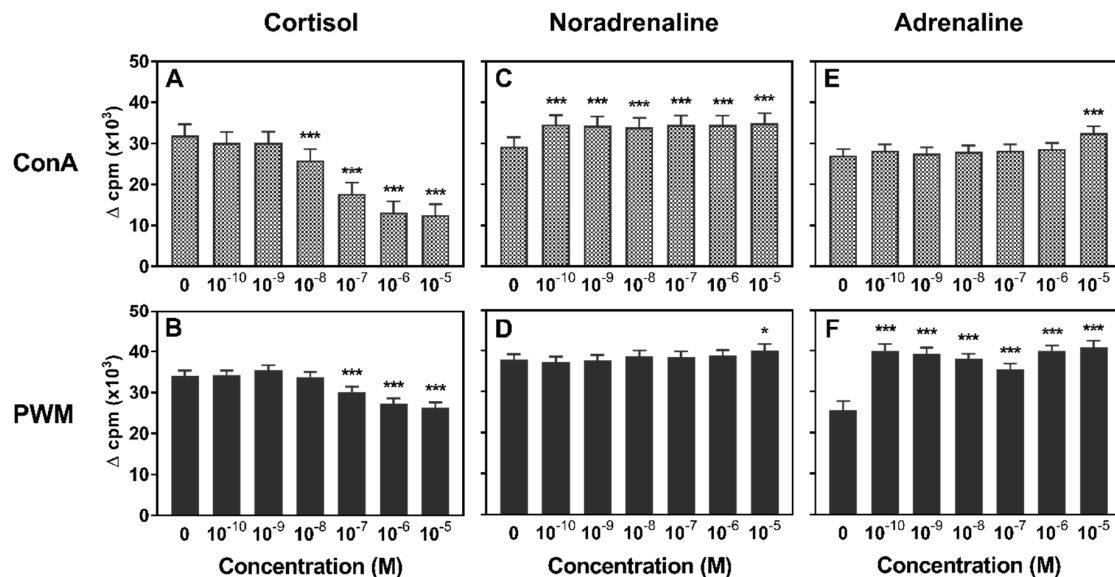 Cortisol Noradrenaline Adrenaline
ConA
Δ cpm (x10³)
50
40
30
20
10
0
A
***
***
***
***
0 10⁻¹⁰ 10⁻⁹ 10⁻⁸ 10⁻⁷ 10⁻⁶ 10⁻⁵
C
*** *** *** *** *** ***
0 10⁻¹⁰ 10⁻⁹ 10⁻⁸ 10⁻⁷ 10⁻⁶ 10⁻⁵
E
***
0 10⁻¹⁰ 10⁻⁹ 10⁻⁸ 10⁻⁷ 10⁻⁶ 10⁻⁵
PWM
Δ cpm (x10³)
50
40
30
20
10
0
B
*** *** ***
0 10⁻¹⁰ 10⁻⁹ 10⁻⁸ 10⁻⁷ 10⁻⁶ 10⁻⁵
Concentration (M)
D
*
0 10⁻¹⁰ 10⁻⁹ 10⁻⁸ 10⁻⁷ 10⁻⁶ 10⁻⁵
Concentration (M)
F
*** *** *** *** *** ***
0 10⁻¹⁰ 10⁻⁹ 10⁻⁸ 10⁻⁷ 10⁻⁶ 10⁻⁵
Concentration (M)